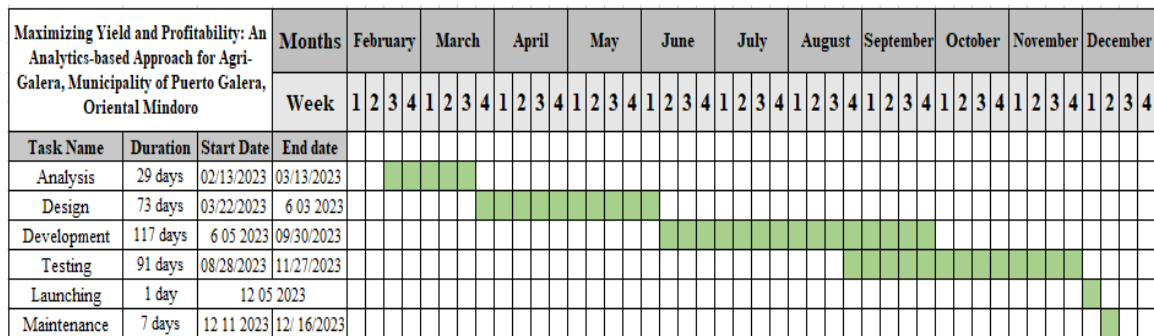 Maximizing Yield and Profitability: An
Analytics-based Approach for Agri-
Galera, Municipality of Puerto Galera,
Oriental Mindoro
Months February March April May June July August September October November December
Week 1 2 3 4 1 2 3 4 1 2 3 4 1 2 3 4 1 2 3 4 1 2 3 4 1 2 3 4 1 2 3 4 1 2 3 4 1 2 3 4 1 2 3 4
Task Name Duration Start Date End date
Analysis 29 days 02/13/2023 03/13/2023
Design 73 days 03/22/2023 6 03 2023
Development 117 days 6 05 2023 09/30/2023
Testing 91 days 08/28/2023 11/27/2023
Launching 1 day 12 05 2023
Maintenance 7 days 12 11 2023 12/ 16/2023